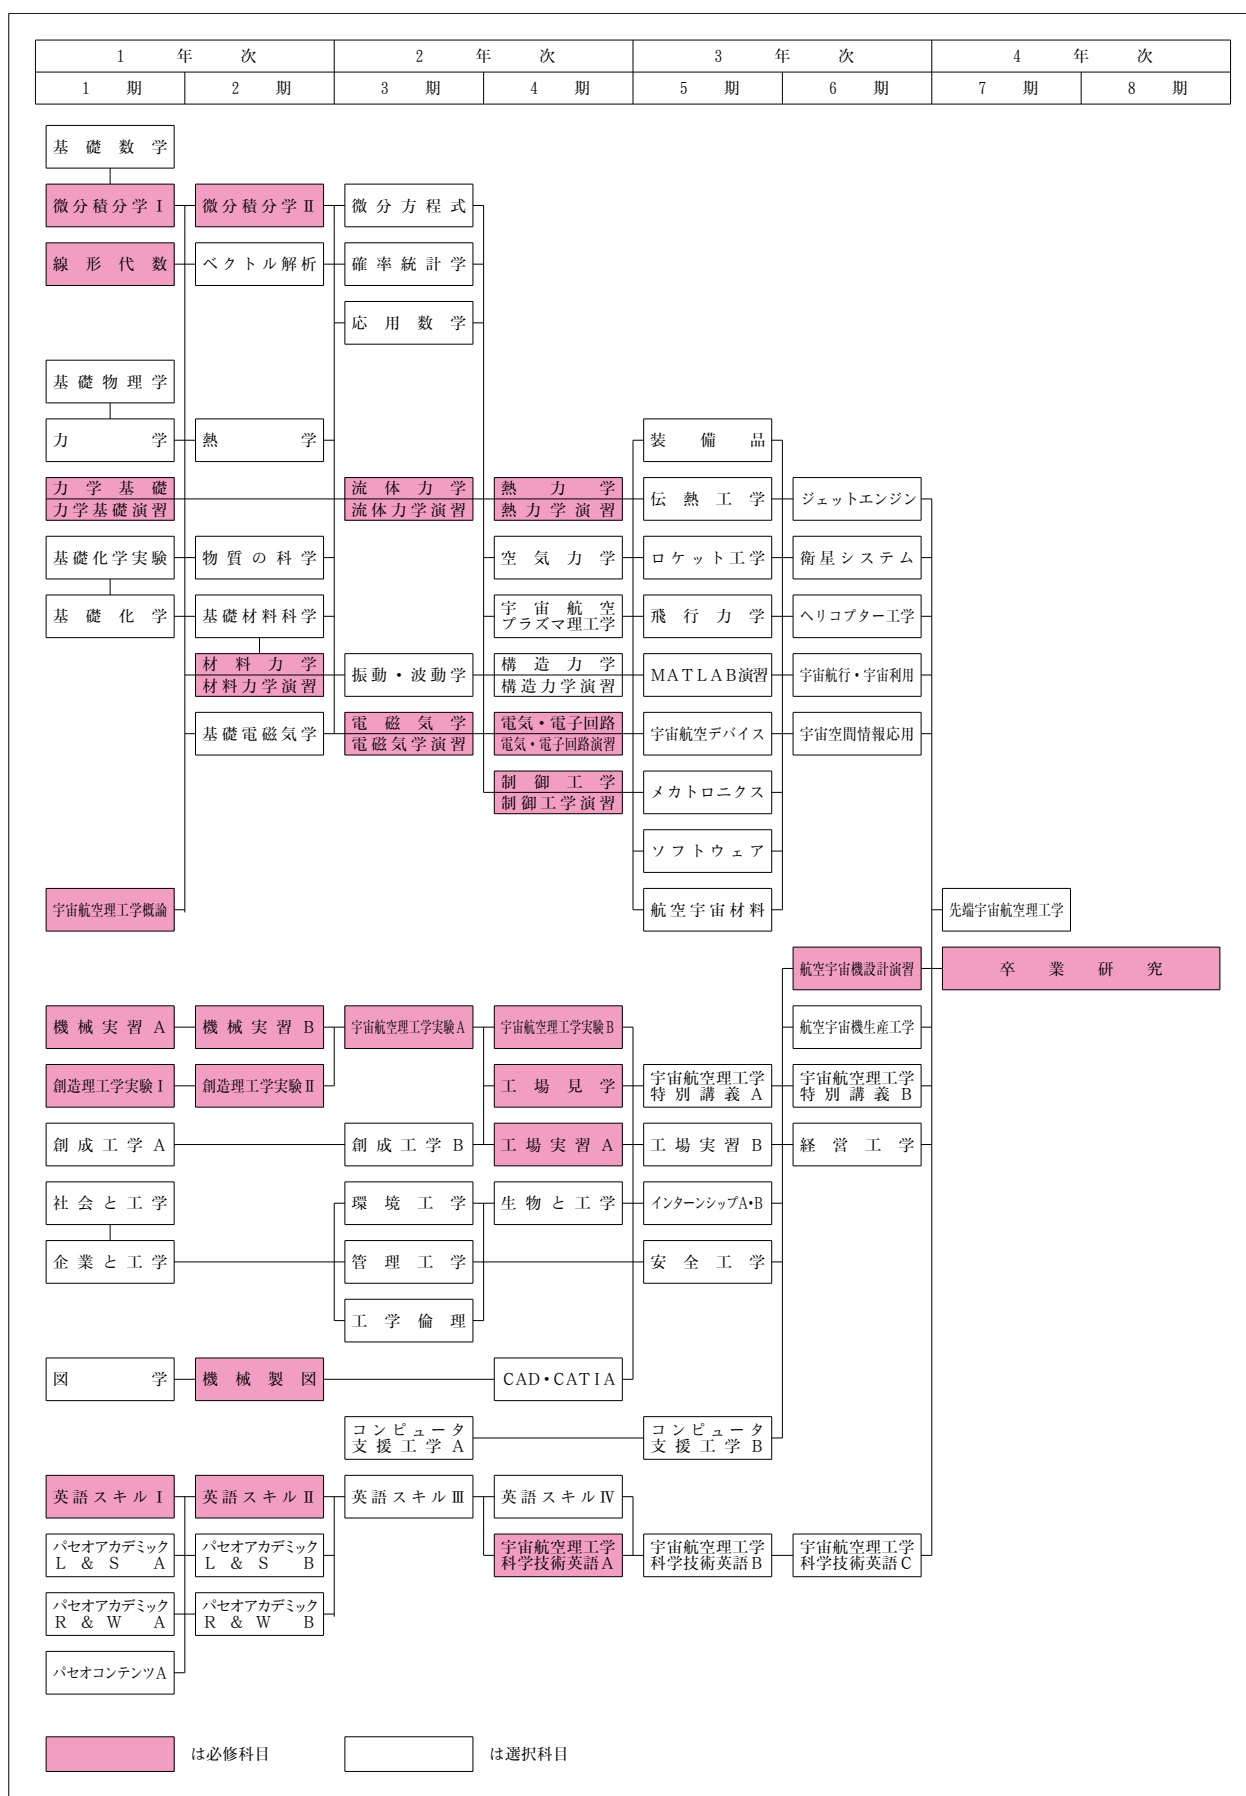 1年次 2年次 3年次 4年次
1期 2期 3期 4期 5期 6期 7期 8期
基礎数学
微分積分学Ⅰ 微分積分学Ⅱ 微分方程式
線形代数 ベクトル解析 確率統計学
応用数学
基礎物理学
力学 熱学 装備品
力学基礎 流体力学 熱力学 伝熱工学 ジェットエンジン
力学基礎演習 流体力学演習 熱力学演習
基礎化学実験 物質の科学 空気力学 ロケット工学 衛星システム
基礎化学 基礎材料科学 宇宙航空 飛行力学 ヘリコプター工学
プラズマ理工学
材料力学 振動・波動学 構造力学 MATLAB演習 宇宙航行・宇宙利用
材料力学演習 構造力学演習
基礎電磁気学 電磁気学 電気・電子回路 宇宙航空デバイス 宇宙空間情報応用
電磁気学演習 電気・電子回路演習
制御工学 メカトロニクス
制御工学演習
ソフトウェア
宇宙航空理工学概論 航空宇宙材料 先端宇宙航空理工学
航空宇宙機設計演習 卒業研究
機械実習A 機械実習B 宇宙航空理工学実験A 宇宙航空理工学実験B 航空宇宙機生産工学
創造理工学実験Ⅰ 創造理工学実験Ⅱ 工場見学 宇宙航空理工学 宇宙航空理工学
特別講義A 特別講義B
創成工学A 創成工学B 工場実習A 工場実習B 経営工学
社会と工学 環境工学 生物と工学 インターンシップA・B
企業と工学 管理工学 安全工学
工学倫理
図学 機械製図 CAD・CATIA
コンピュータ コンピュータ
支援工学A 支援工学B
英語スキルⅠ 英語スキルⅡ 英語スキルⅢ 英語スキルⅣ
パセオアカデミック パセオアカデミック 宇宙航空理工学 宇宙航空理工学 宇宙航空理工学
L&S A L&S B 科学技術英語A 科学技術英語B 科学技術英語C
パセオアカデミック パセオアカデミック
R&W A R&W B
パセオコンテンツA
は必修科目 は選択科目